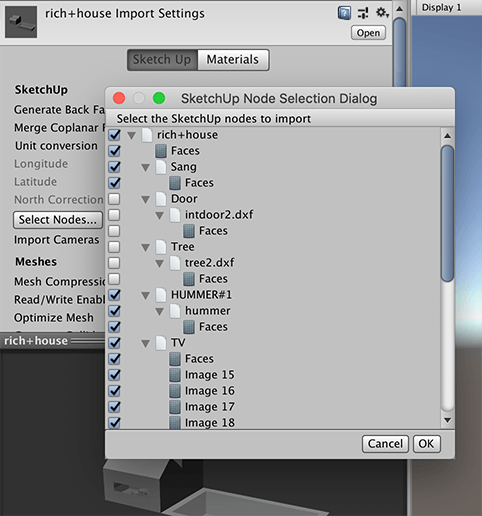 rich+house Import Settings
Display 1
Open
Sketch Up
Materials
SketchUp
Generate Back Fa
Merge Coplanar F
Unit conversion
Longitude
Latitude
North Correction
Select Nodes...
Import Cameras
Meshes
Mesh Compressi
Read/Write Enabl
Optimize Mesh
rich+house
SketchUp Node Selection Dialog
Select the SketchUp nodes to import
rich+house
Faces
Sang
Faces
Door
intdoor2.dxf
Faces
Tree
tree2.dxf
Faces
HUMMER#1
hummer
Faces
TV
Faces
Image 15
Image 16
Image 17
Image 18
Cancel
OK